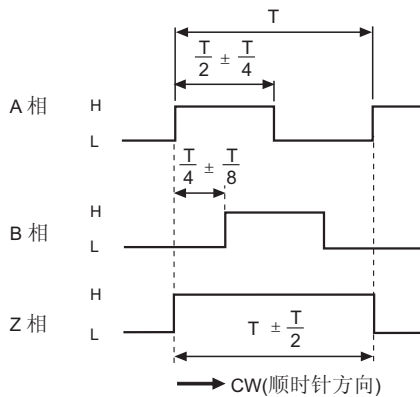 T
T/2 ± T/4
A 相 H
L
T/4 ± T/8
B 相 H
L
Z 相 H
L
T ± T/2
CW(顺时针方向)